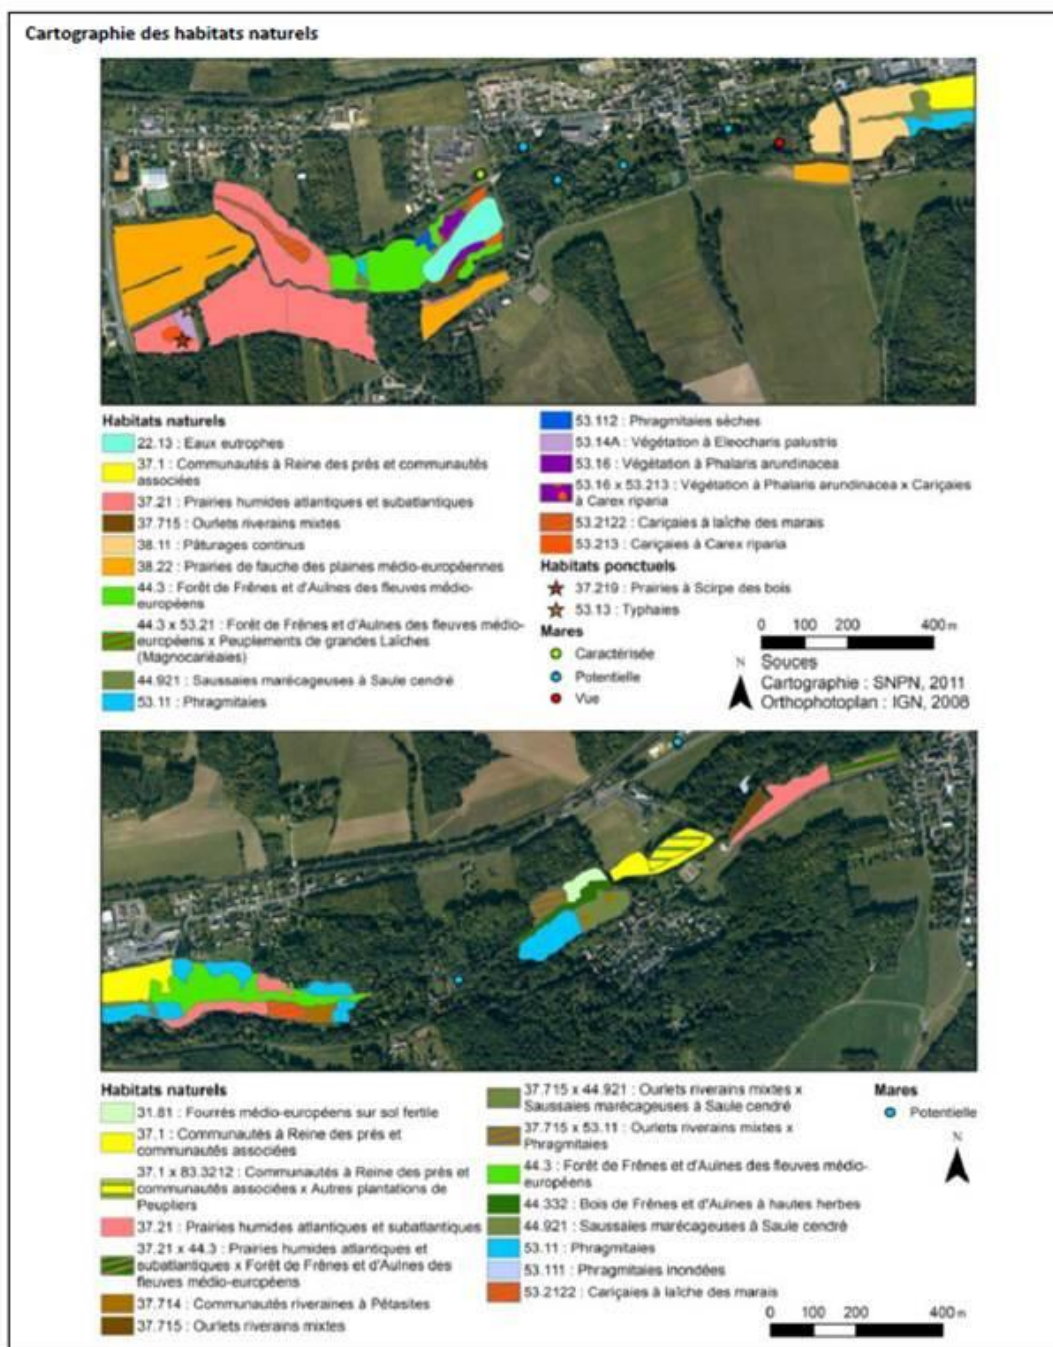 Cartographie des habitats naturels
Habitats naturels
22.13 : Eaux eutrophes
37.1 : Communautés à Reine des prés et communautés
associées
37.21 : Prairies humides atlantiques et subatlantiques
37.715 : Ourlets riverains mixtes
38.11 : Pâturages continus
38.22 : Prairies de fauche des plaines médio-européennes
44.3 : Forêt de Frênes et d'Aulnes des fleuves médio-
européens
44.3 x 53.21 : Forêt de Frênes et d'Aulnes des fleuves médio-
européens x Peuplements de grandes Laîches
(Magnocariéaies)
44.921 : Saussaies marécageuses à Saule cendré
53.11 : Phragmitaies
53.112 : Phragmitaies sèches
53.14A : Végétation à Eleocharis palustris
53.16 : Végétation à Phalaris arundinacea
53.16 x 53.213 : Végétation à Phalaris arundinacea x Cariçaies
à Carex riparia
53.2122 : Cariçaies à laîche des marais
53.213 : Cariçaies à Carex riparia
Habitats ponctuels
37.219 : Prairies à Scirpe des bois
53.13 : Typhaies
Mares
Caractérisée
Potentielle
Vue
0 100 200 400 m
N
Souces
Cartographie : SNPN, 2011
Orthophotoplan : IGN, 2008
Habitats naturels
31.81 : Fourrés médio-européens sur sol fertile
37.1 : Communautés à Reine des prés et
communautés associées
37.1 x 83.3212 : Communautés à Reine des prés et
communautés associées x Autres plantations de
Peupliers
37.21 : Prairies humides atlantiques et subatlantiques
37.21 x 44.3 : Prairies humides atlantiques et
subatlantiques x Forêt de Frênes et d'Aulnes des
fleuves médio-européens
37.714 : Communautés riveraines à Pétasites
37.715 : Ourlets riverains mixtes
37.715 x 44.921 : Ourlets riverains mixtes x
Saussaies marécageuses à Saule cendré
37.715 x 53.11 : Ourlets riverains mixtes x
Phragmitaies
44.3 : Forêt de Frênes et d'Aulnes des fleuves médio-
européens
44.332 : Bois de Frênes et d'Aulnes à hautes herbes
44.921 : Saussaies marécageuses à Saule cendré
53.11 : Phragmitaies
53.111 : Phragmitaies inondées
53.2122 : Cariçaies à laîche des marais
Mares
Potentielle
N
0 100 200 400 m